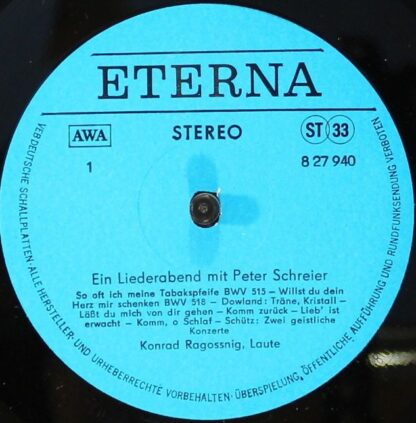 ETERNA
AWA
STEREO
ST 33
1
8 27 940
Ein Liederabend mit Peter Schreier
So oft ich meine Tabakspfeife BWV 515 – Willst du dein
Herz mir schenken BWV 518 – Dowland: Träne, Kristall –
Läßt du mich von dir gehen – Komm zurück – Lieb' ist
erwacht – Komm, o Schlaf – Schütz: Zwei geistliche
Konzerte
Konrad Ragossnig, Laute
VEB DEUTSCHE SCHALLPLATTEN · ALLE HERSTELLER- UND URHEBERRECHTE VORBEHALTEN · ÜBERSPIELUNG, ÖFFENTLICHE AUFFÜHRUNG UND RUNDFUNKSENDUNG VERBOTEN